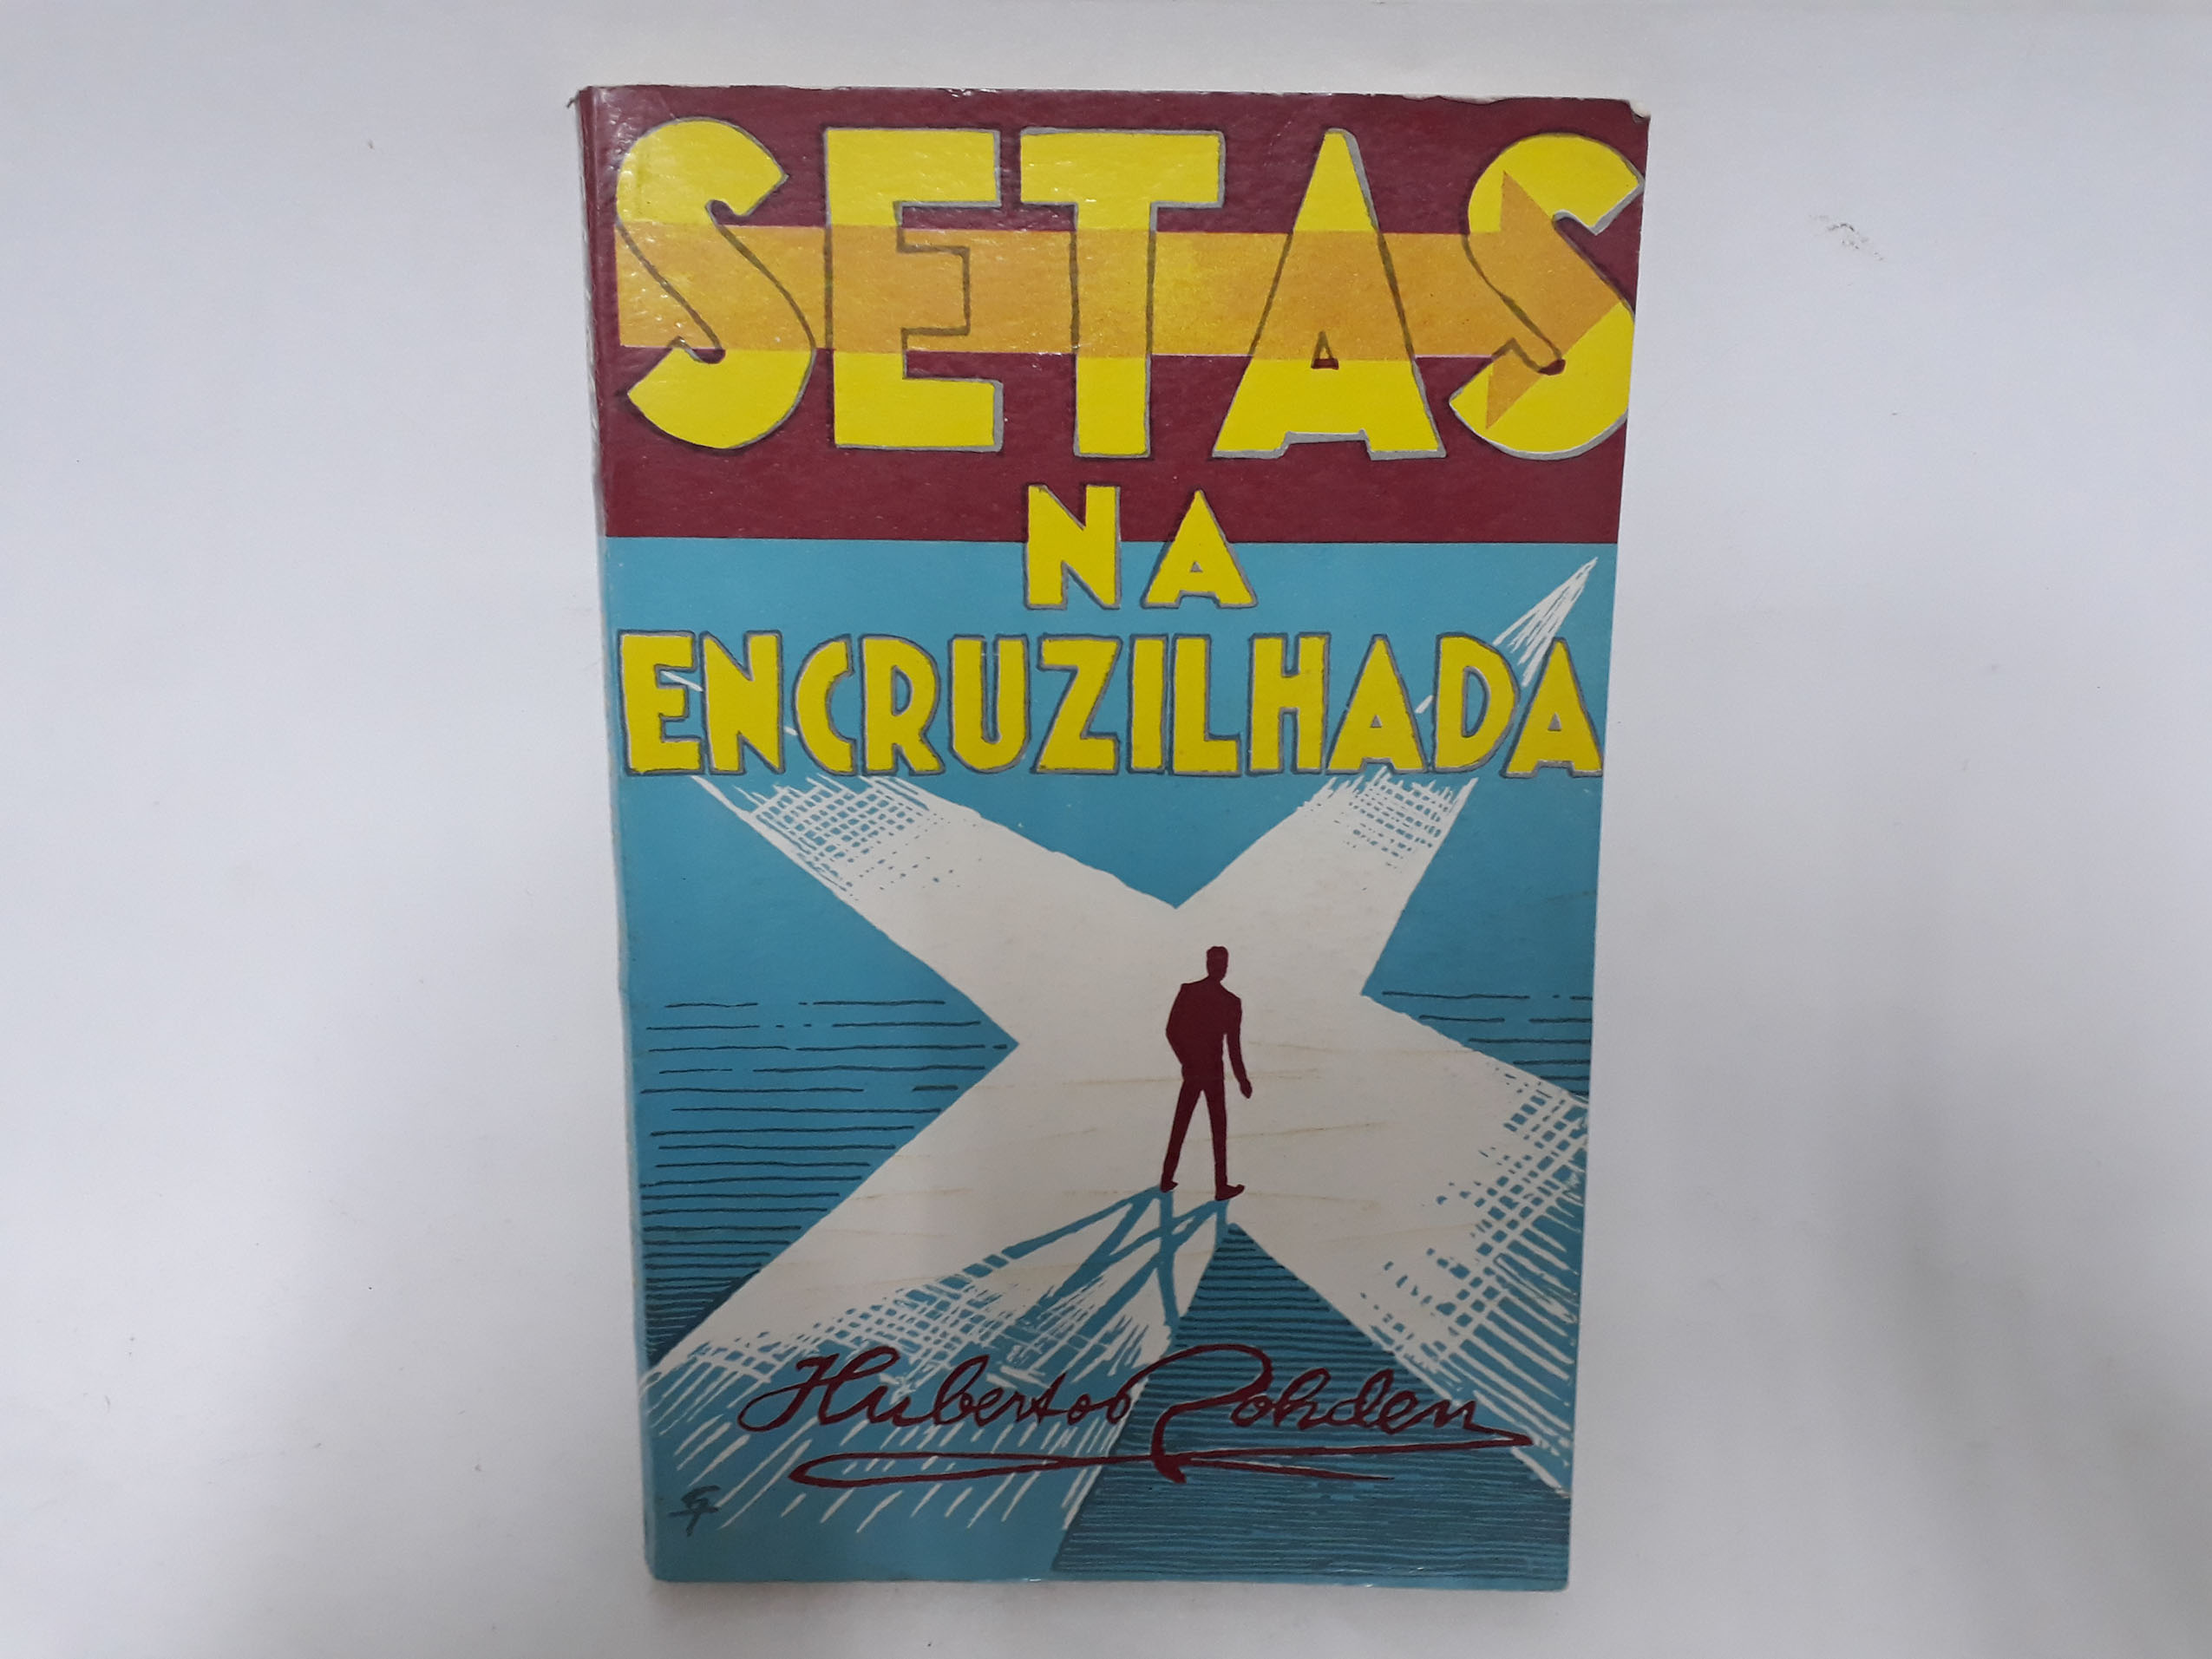 SETAS
NA
ENCRUZILHADA
Huberto Rohden